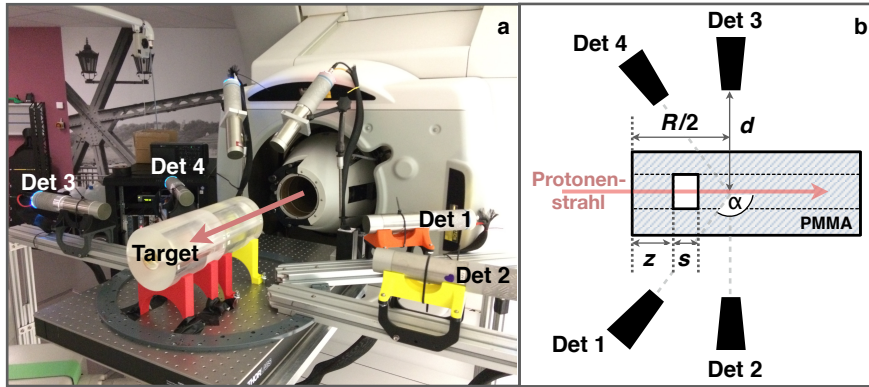 a
Det 3
Det 4
Det 1
Target
Det 2
b
Det 3
Det 4
R/2
d
Protonen-
strahl
α
PMMA
z
s
Det 1
Det 2